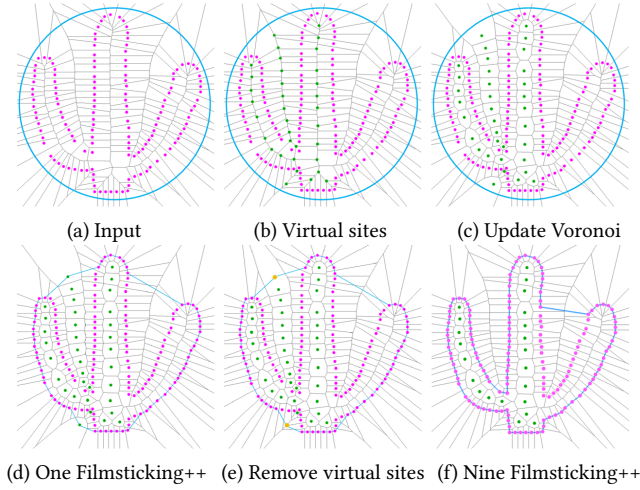 (a) Input (b) Virtual sites (c) Update Voronoi
(d) One Filmsticking++ (e) Remove virtual sites (f) Nine Filmsticking++